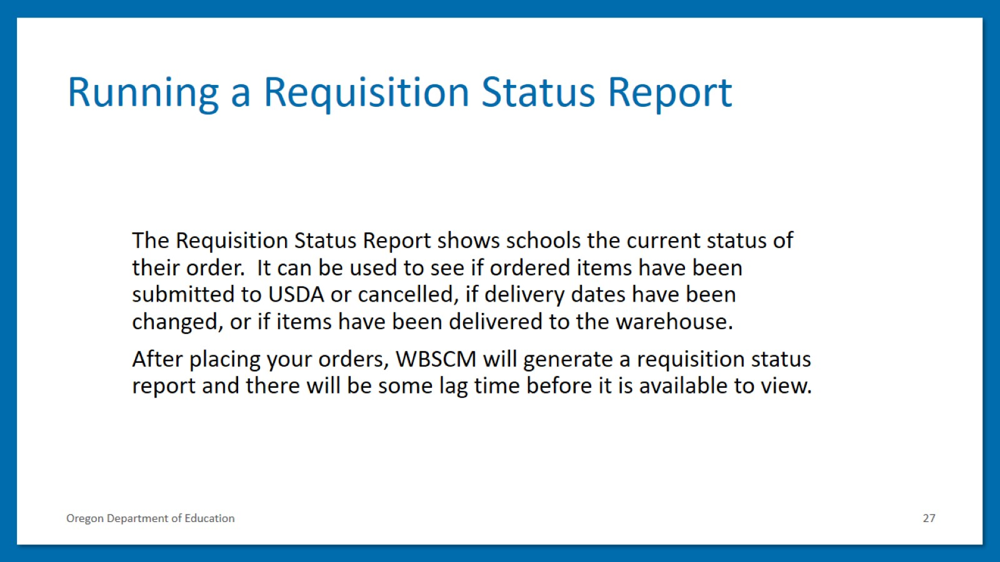 Running a Requisition Status Report
The Requisition Status Report shows schools the current status of
their order.  It can be used to see if ordered items have been
submitted to USDA or cancelled, if delivery dates have been
changed, or if items have been delivered to the warehouse.
After placing your orders, WBSCM will generate a requisition status
report and there will be some lag time before it is available to view.
Oregon Department of Education
27